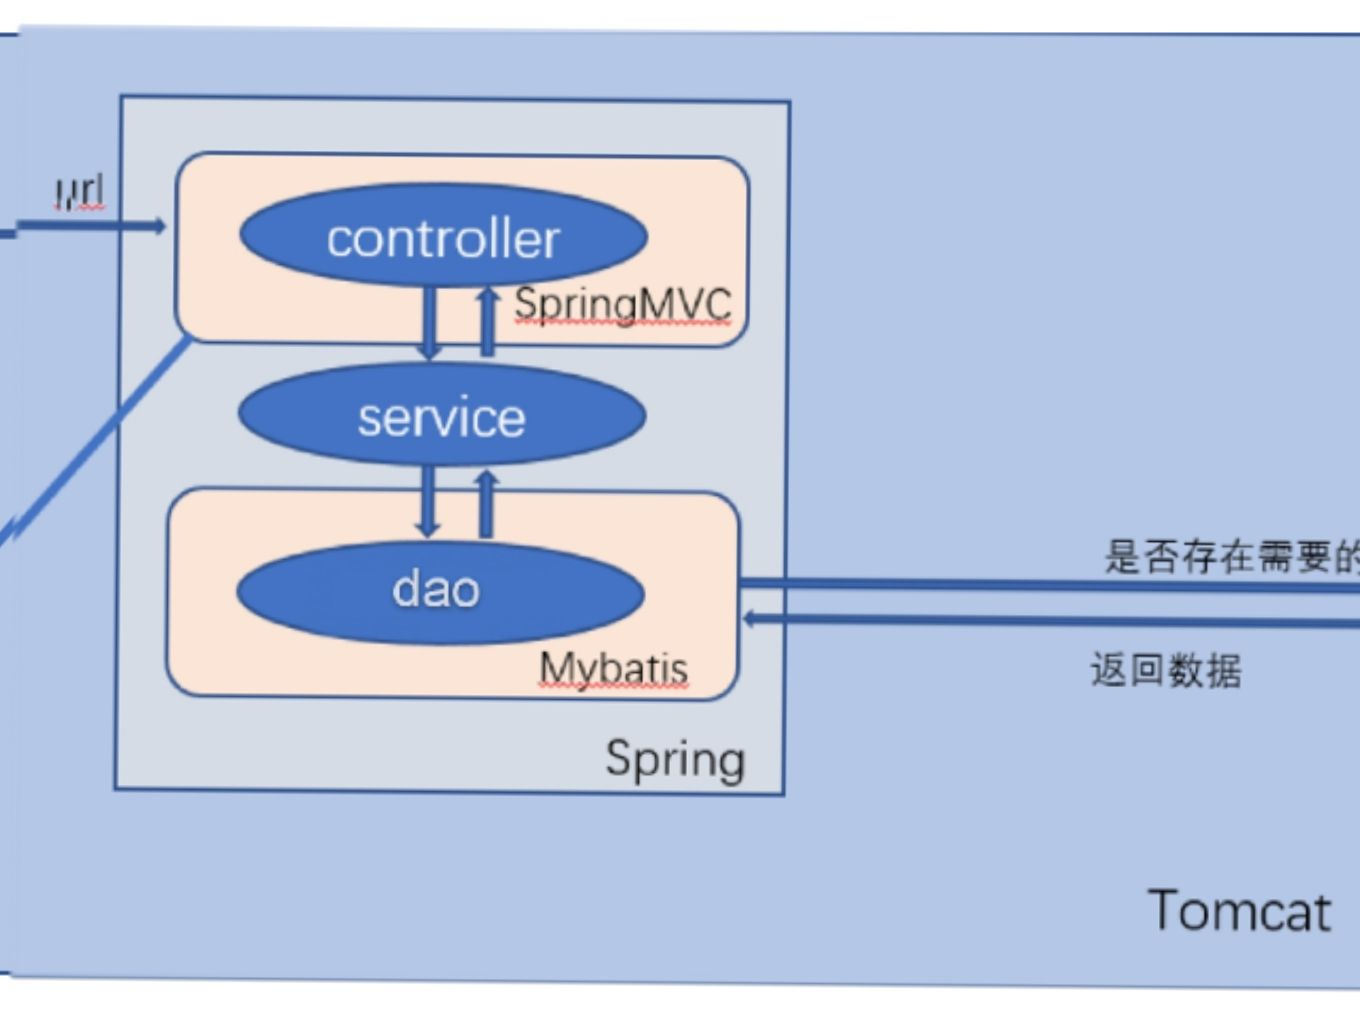 url
controller
SpringMVC
service
dao
Mybatis
Spring
是否存在需要的
返回数据
Tomcat